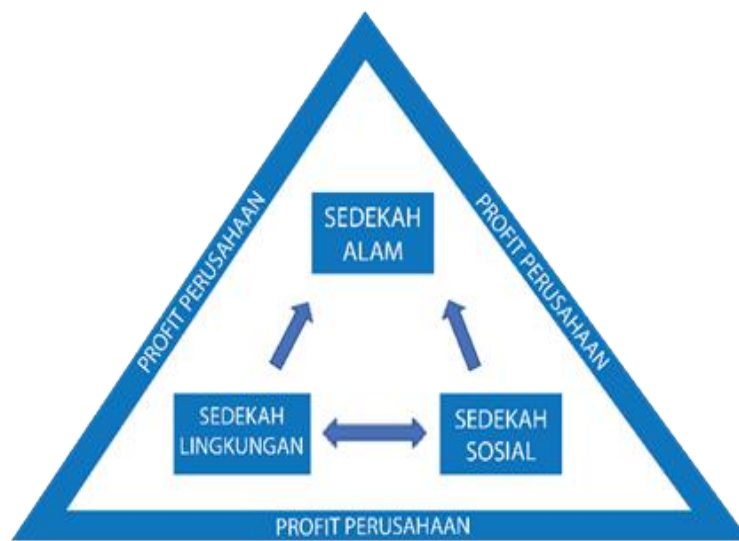 PROFIT PERUSAHAAN
PROFIT PERUSAHAAN
SEDEKAH
ALAM
SEDEKAH
LINGKUNGAN
SEDEKAH
SOSIAL
PROFIT PERUSAHAAN